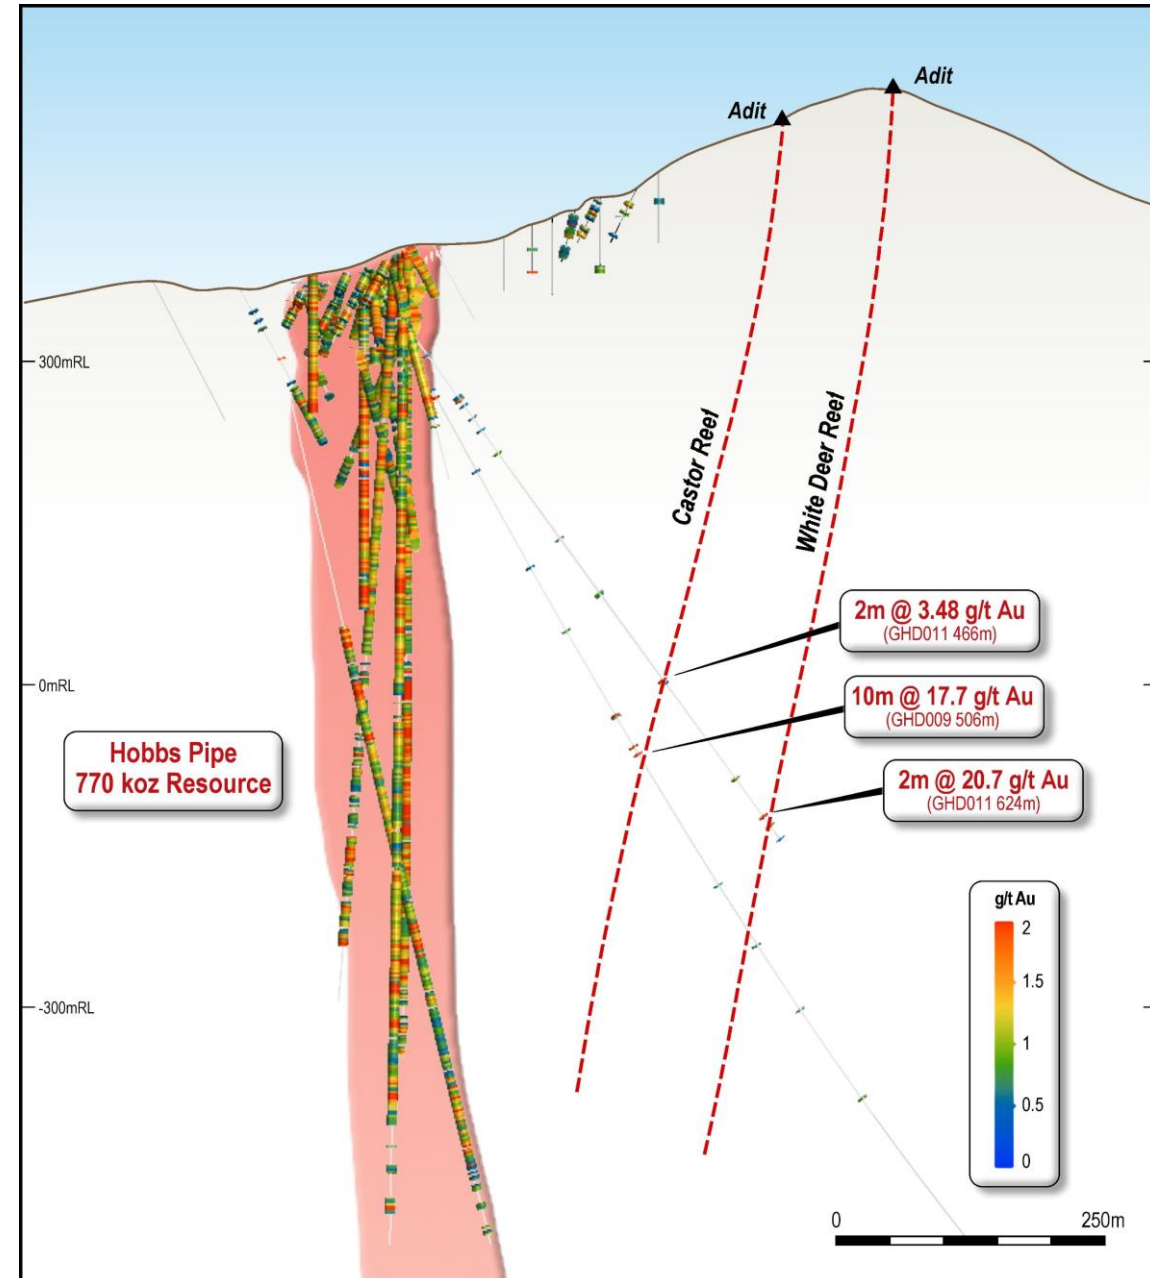 Adit
Adit
300mRL
Castor Reef
White Deer Reef
2m @ 3.48 g/t Au
(GHD011 466m)
0mRL
10m @ 17.7 g/t Au
(GHD009 506m)
Hobbs Pipe
770 koz Resource
2m @ 20.7 g/t Au
(GHD011 624m)
g/t Au
2
1.5
1
0.5
0
-300mRL
0
250m